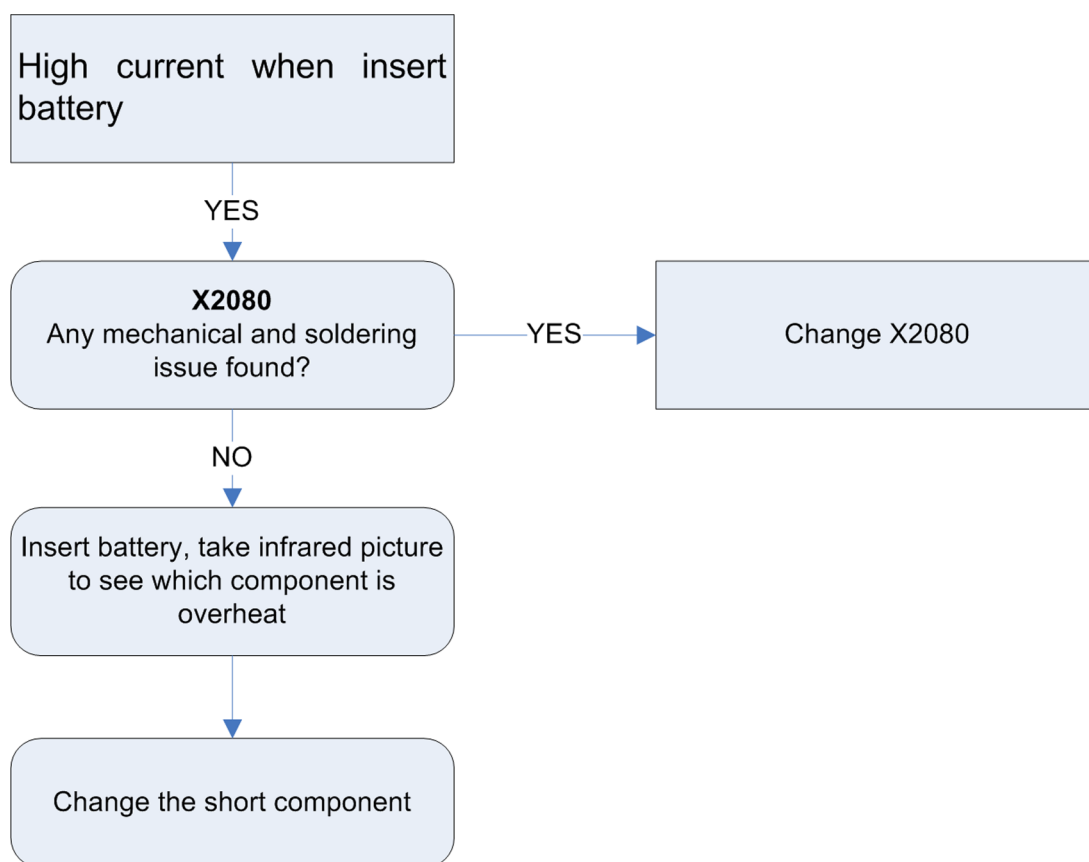 High current when insert
battery
YES
X2080
Any mechanical and soldering
issue found?
YES
Change X2080
NO
Insert battery, take infrared picture
to see which component is
overheat
Change the short component